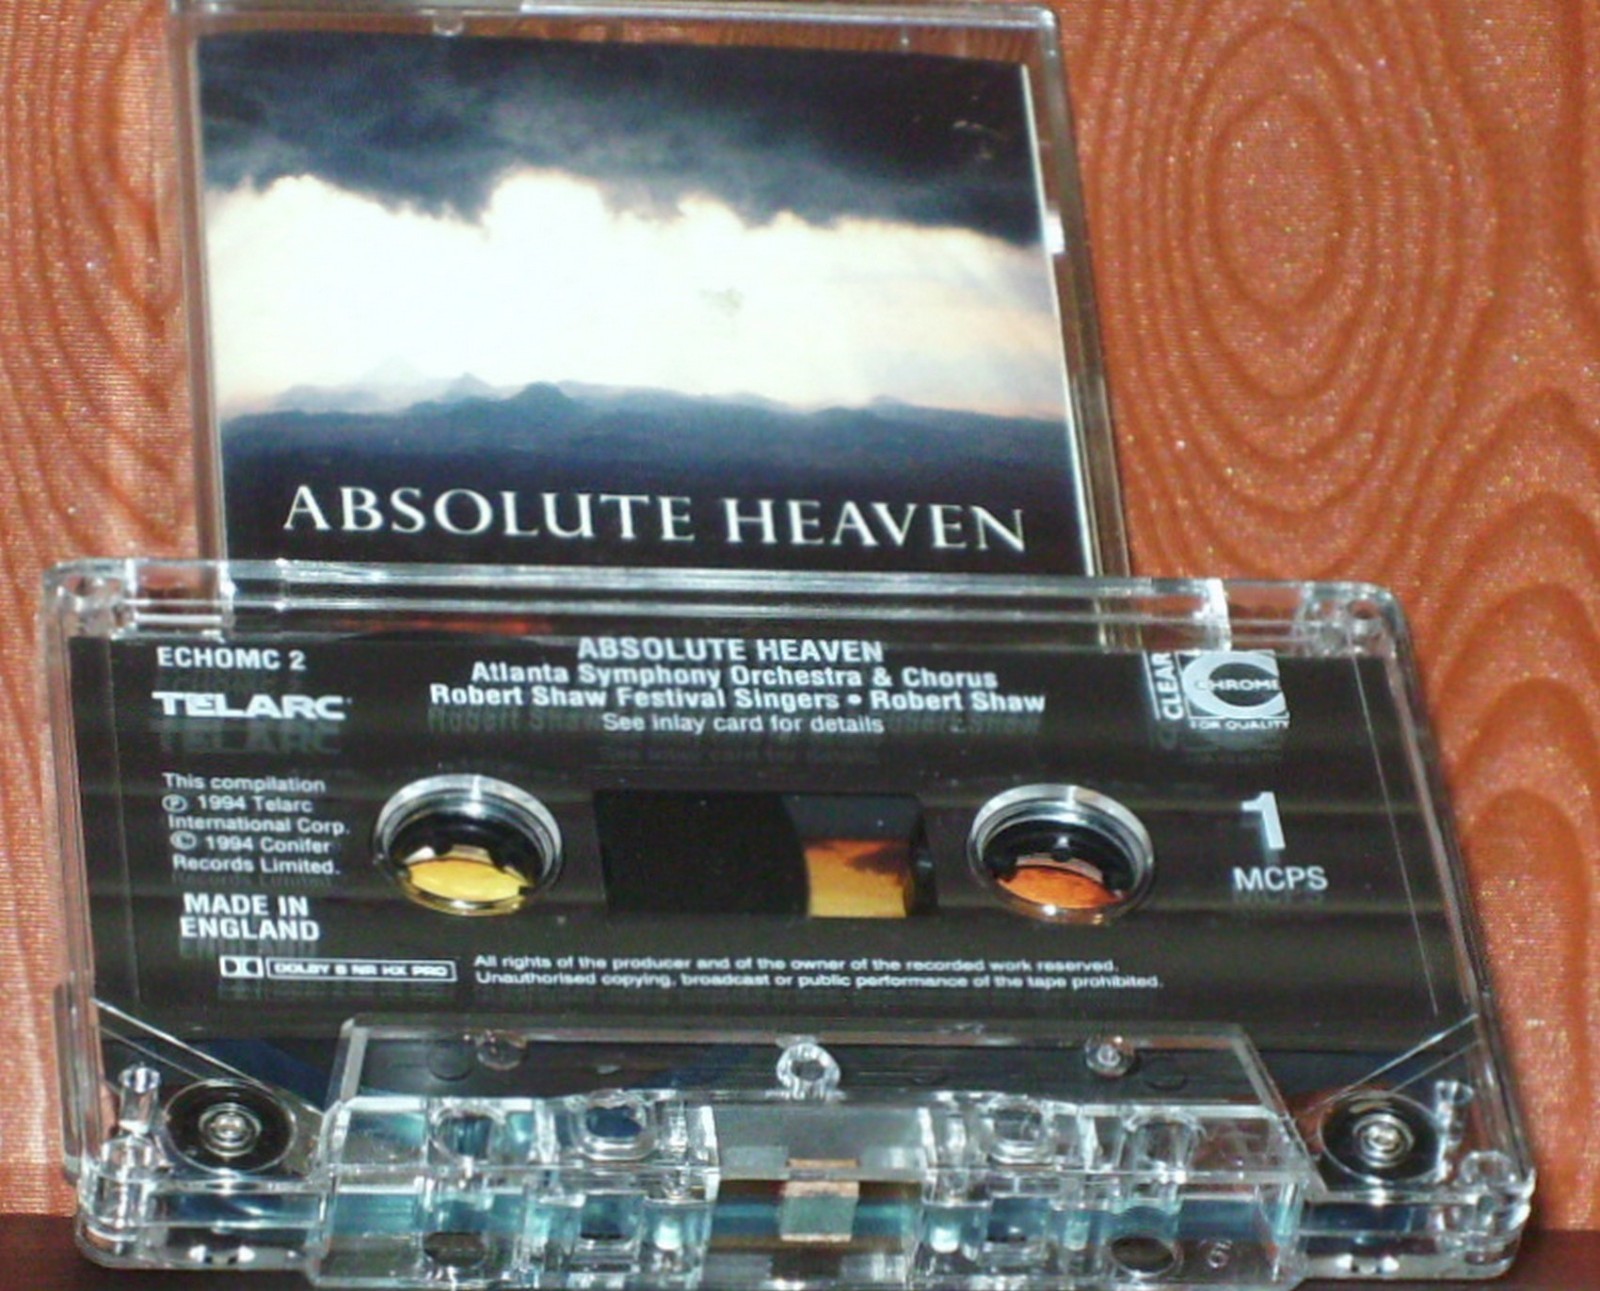 ABSOLUTE HEAVEN
ECHOMC 2
TELARC
ABSOLUTE HEAVEN
Atlanta Symphony Orchestra & Chorus
Robert Shaw Festival Singers • Robert Shaw
See inlay card for details
CLEAR
CHROME
FOR QUALITY
This compilation
℗ 1994 Telarc
International Corp.
© 1994 Conifer
Records Limited.
MADE IN
ENGLAND
1
MCPS
DOLBY B NR HX PRO
All rights of the producer and of the owner of the recorded work reserved.
Unauthorised copying, broadcast or public performance of the tape prohibited.